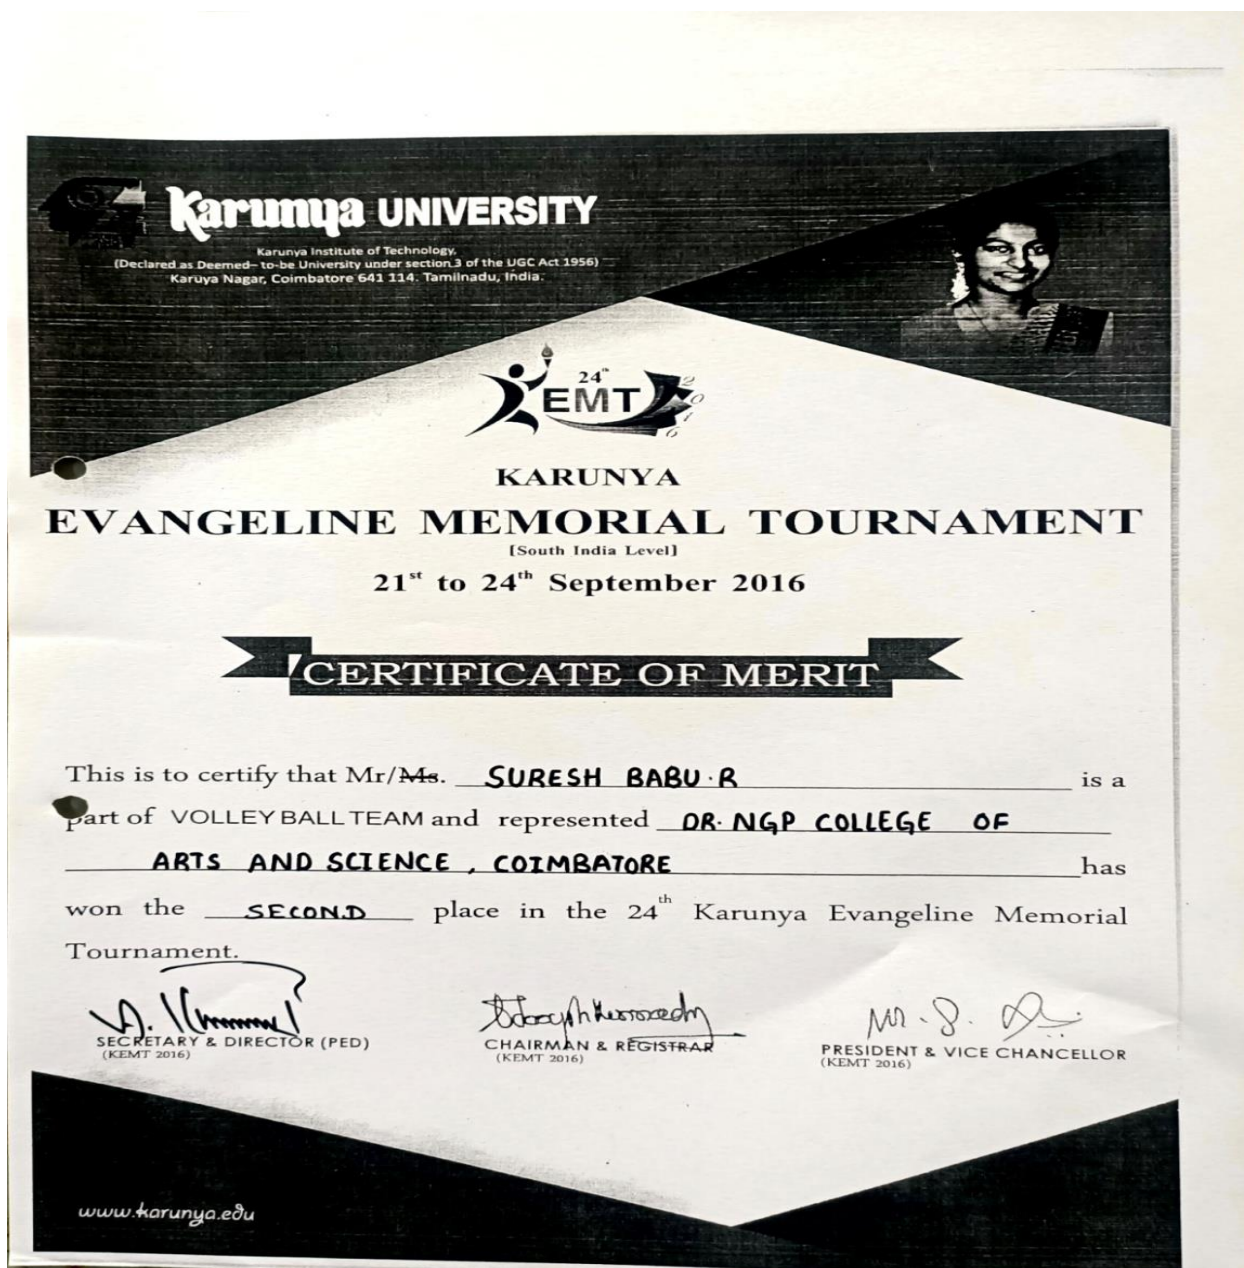 Karunya UNIVERSITY
Karunya Institute of Technology,
(Declared as Deemed-to-be University under section 3 of the UGC Act 1956)
Karuya Nagar, Coimbatore 641 114. Tamilnadu, India.
24th
KEMT
2016
KARUNYA
EVANGELINE MEMORIAL TOURNAMENT
[South India Level]
21st to 24th September 2016
CERTIFICATE OF MERIT
This is to certify that Mr/Ms. SURESH BABU.R is a
part of VOLLEY BALL TEAM and represented DR. NGP COLLEGE OF
ARTS AND SCIENCE, COIMBATORE has
won the SECOND place in the 24th Karunya Evangeline Memorial
Tournament.
SECRETARY & DIRECTOR (PED)
(KEMT 2016)
CHAIRMAN & REGISTRAR
(KEMT 2016)
PRESIDENT & VICE CHANCELLOR
(KEMT 2016)
www.karunya.edu